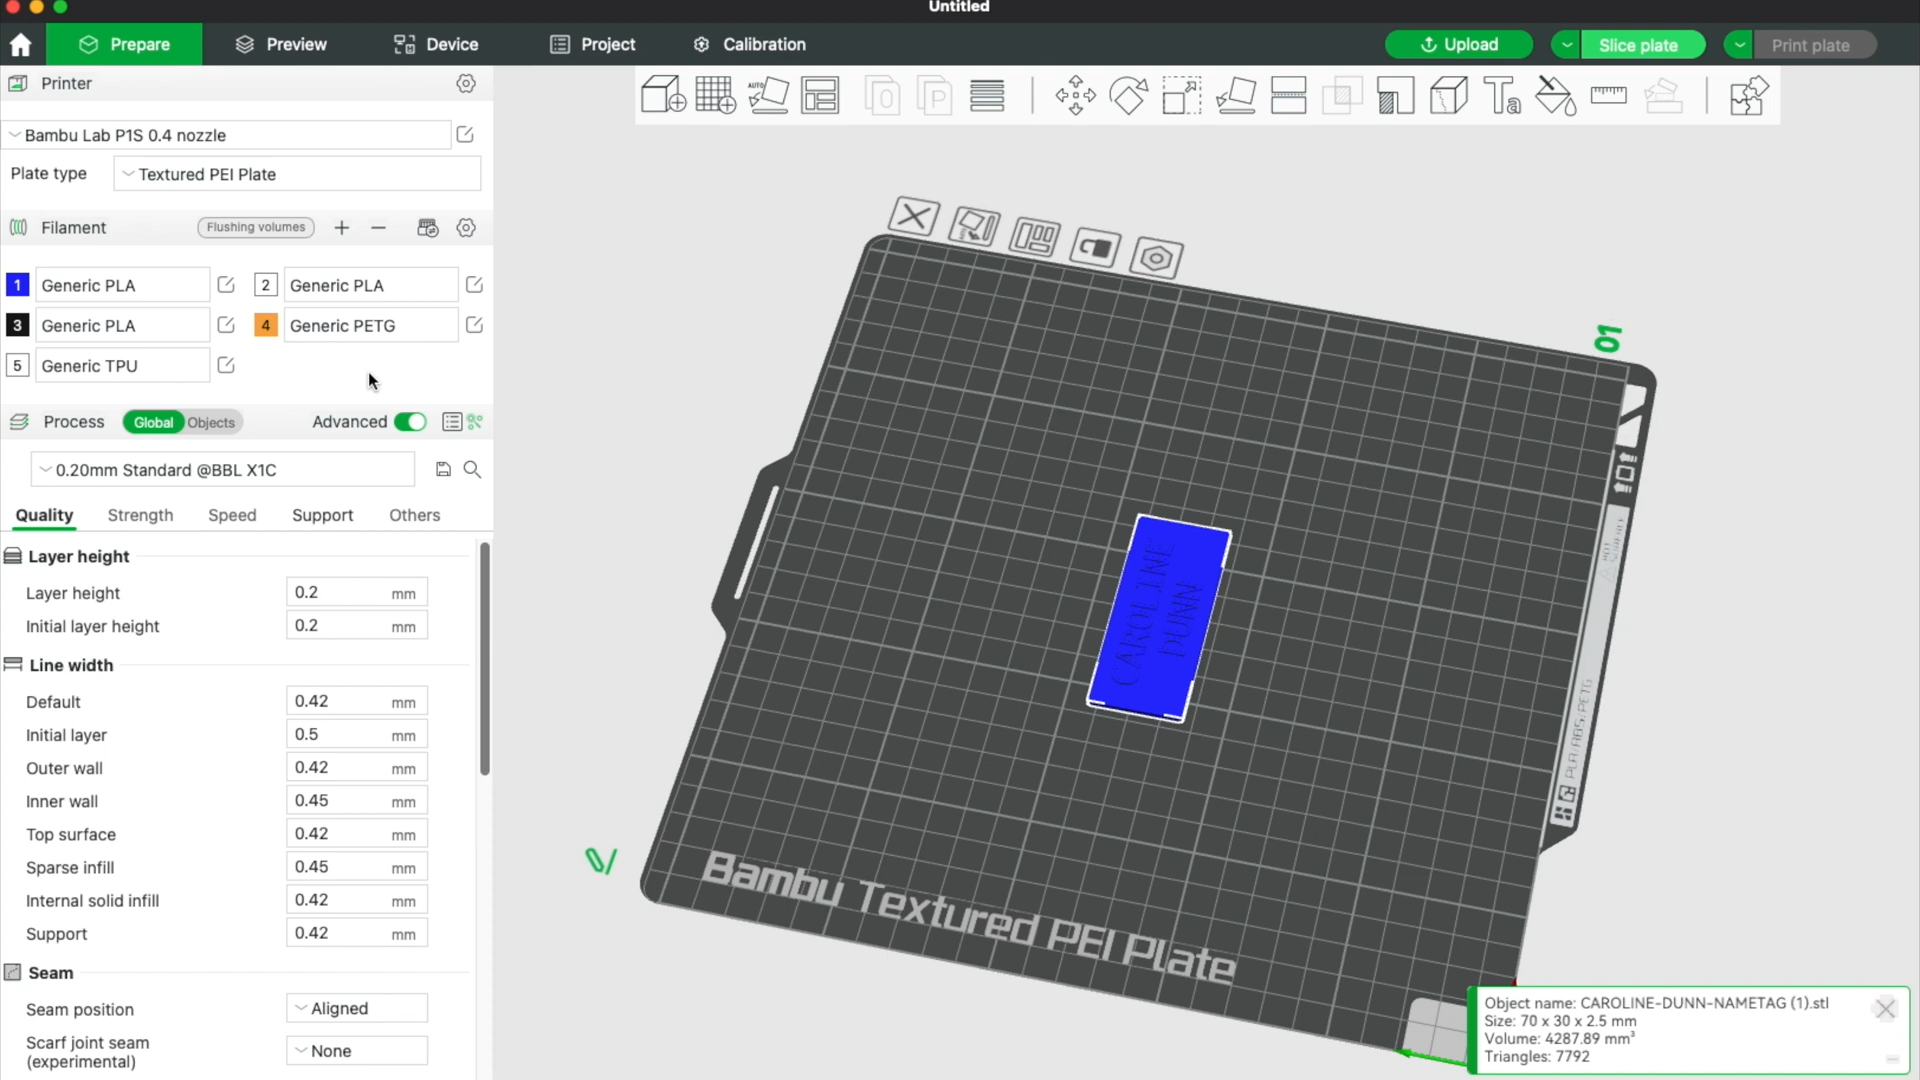 Untitled
Prepare
Preview
Device
Project
Calibration
Upload
Slice plate
Print plate
Printer
Bambu Lab P1S 0.4 nozzle
Plate type
Textured PEI Plate
Filament
Flushing volumes
1 Generic PLA
2 Generic PLA
3 Generic PLA
4 Generic PETG
5 Generic TPU
Process
Global
Objects
Advanced
0.20mm Standard @BBL X1C
Quality
Strength
Speed
Support
Others
Layer height
Layer height 0.2 mm
Initial layer height 0.2 mm
Line width
Default 0.42 mm
Initial layer 0.5 mm
Outer wall 0.42 mm
Inner wall 0.45 mm
Top surface 0.42 mm
Sparse infill 0.45 mm
Internal solid infill 0.42 mm
Support 0.42 mm
Seam
Seam position Aligned
Scarf joint seam
(experimental) None
AUTO
01
CAROLINE
DUNN
PLA/ABS/PETG
Bambu Textured PEI Plate
Object name: CAROLINE-DUNN-NAMETAG (1).stl
Size: 70 x 30 x 2.5 mm
Volume: 4287.89 mm³
Triangles: 7792